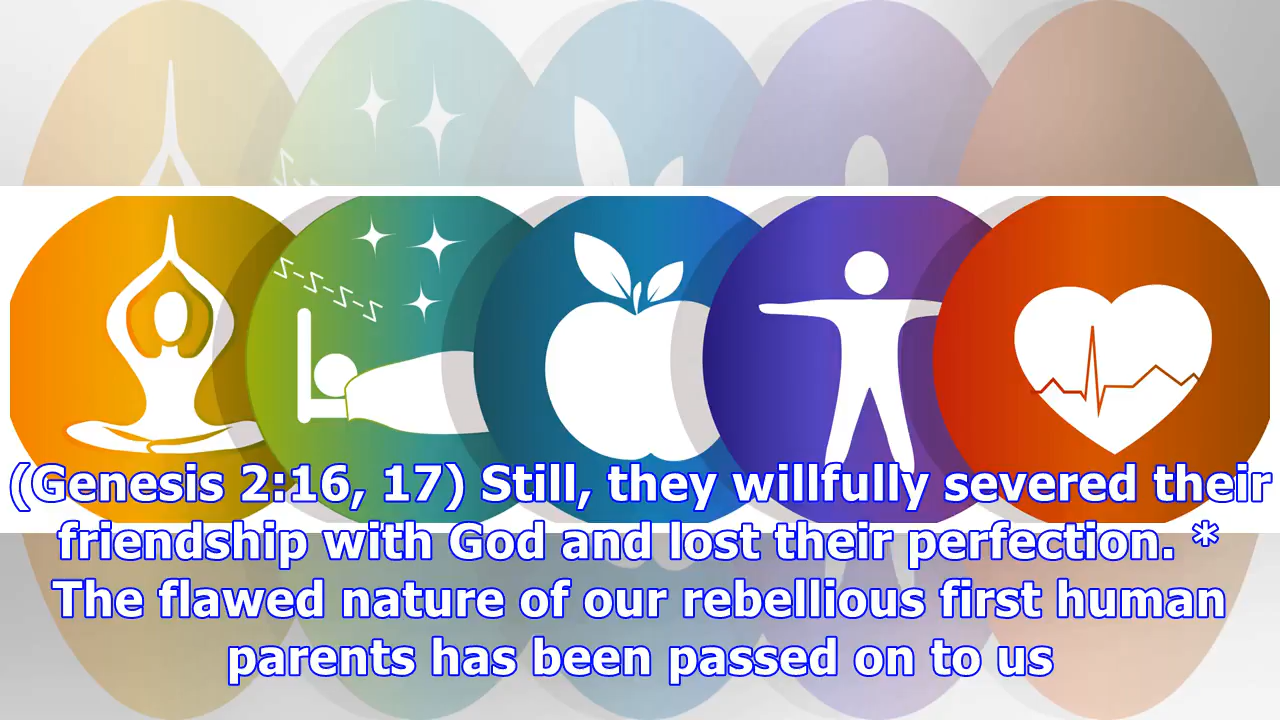 (Genesis 2:16, 17) Still, they willfully severed their
friendship with God and lost their perfection. *
The flawed nature of our rebellious first human
parents has been passed on to us